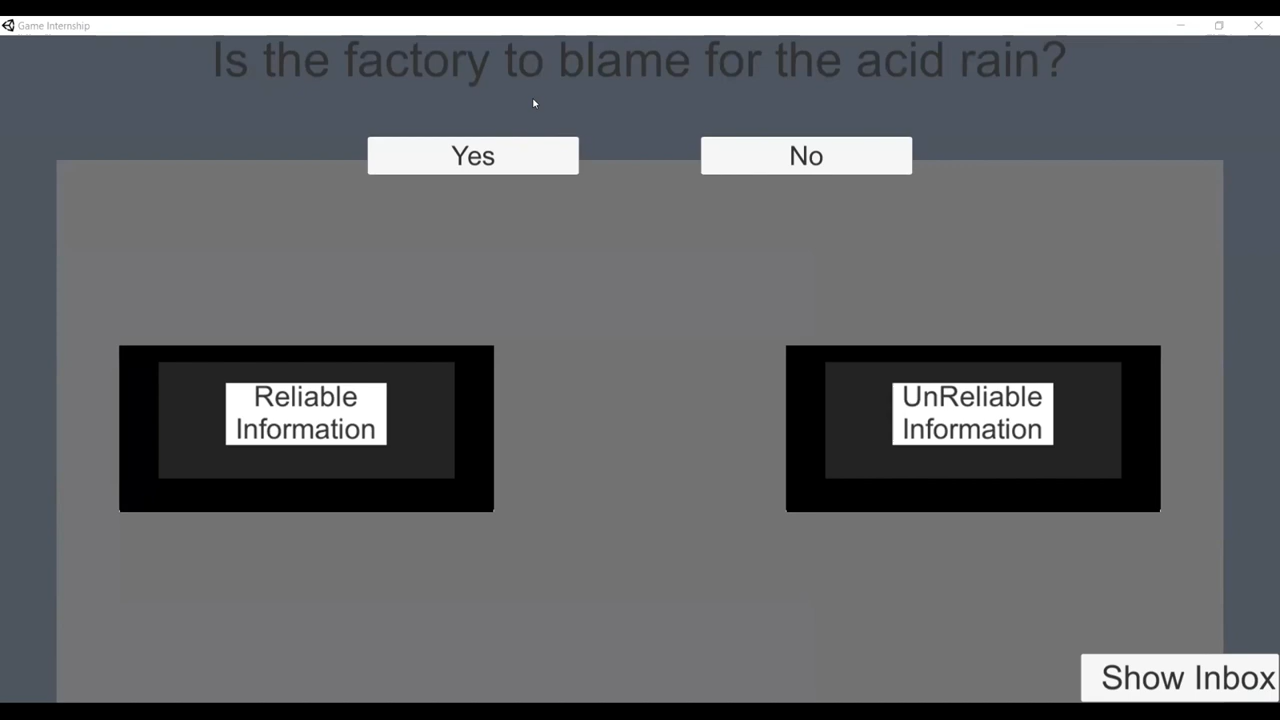 Game Internship
Is the factory to blame for the acid rain?
Yes
No
Reliable
Information
UnReliable
Information
Show Inbox